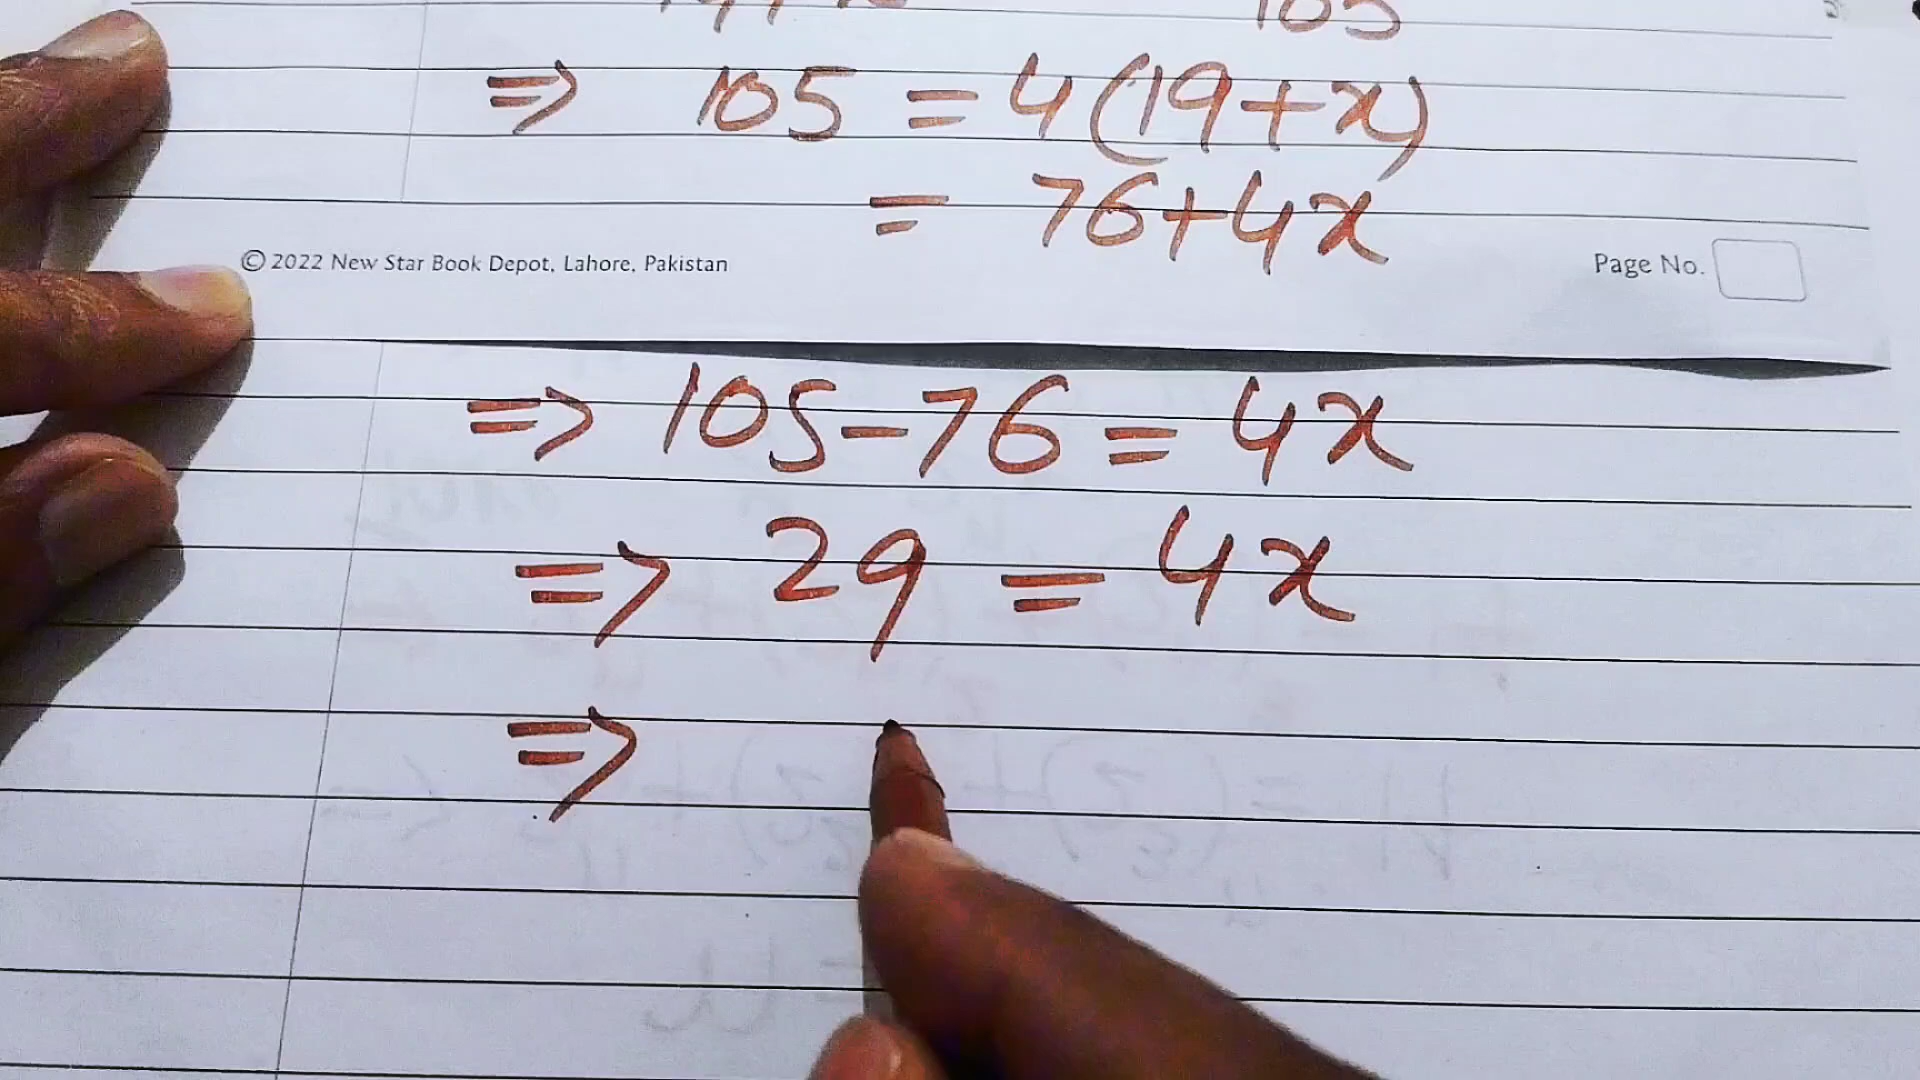 105
⇒ 105 = 4(19+x)
= 76+4x
© 2022 New Star Book Depot, Lahore, Pakistan Page No.
⇒ 105-76 = 4x
⇒ 29 = 4x
⇒